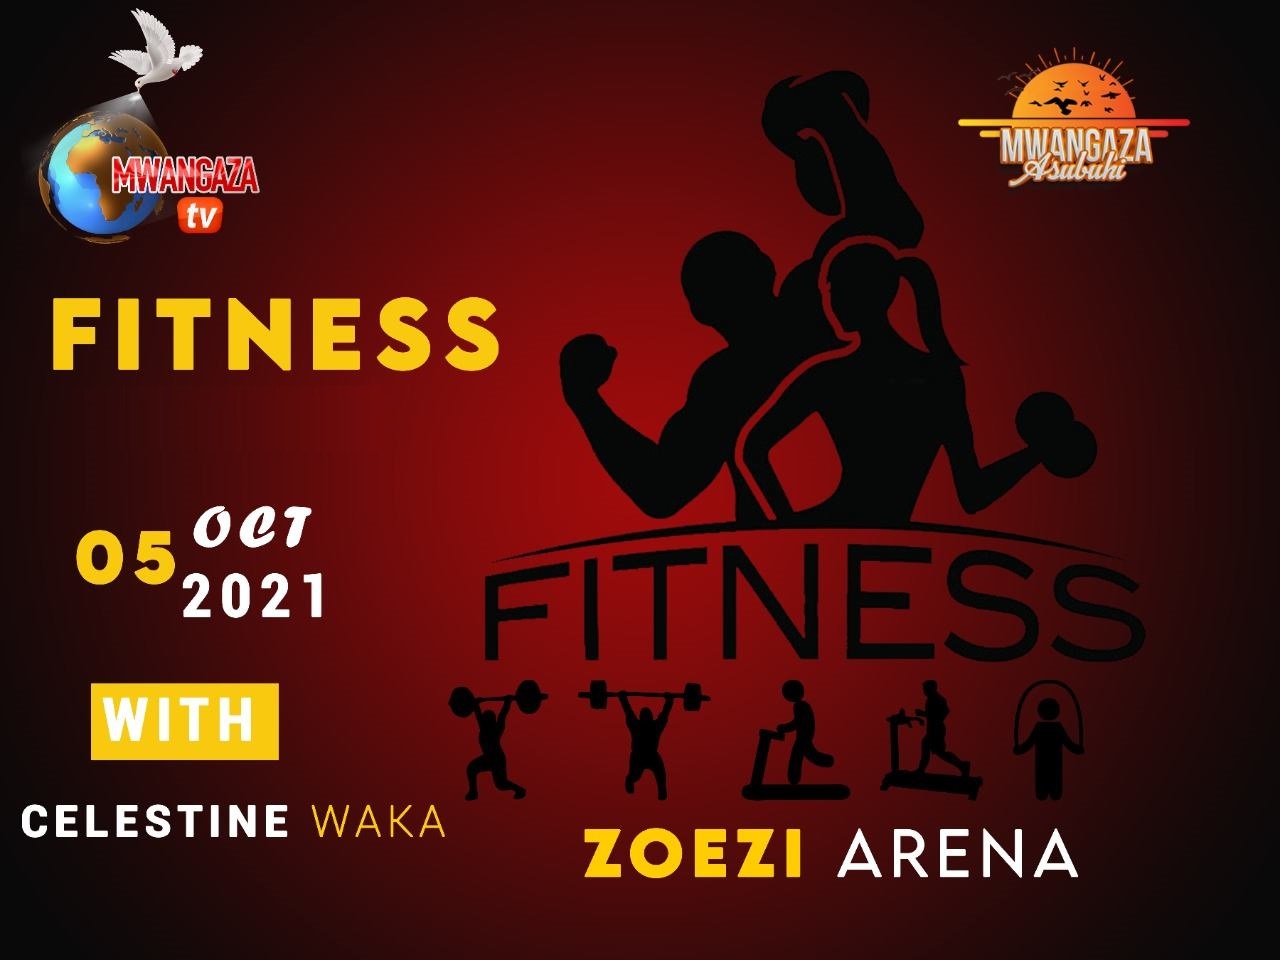 MWANGAZA
tv
MWANGAZA
Asubuhi
FITNESS
05 OCT
2021
WITH
CELESTINE WAKA
FITNESS
ZOEZI ARENA